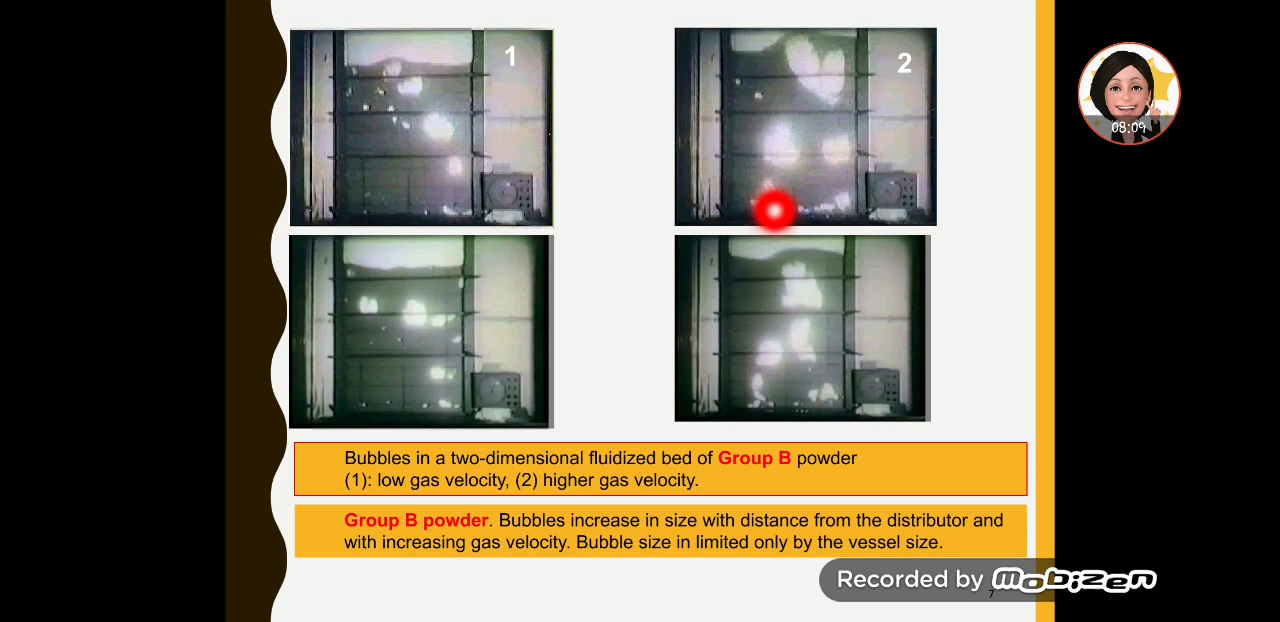 1
2
08:09
Bubbles in a two-dimensional fluidized bed of Group B powder
(1): low gas velocity, (2) higher gas velocity.
Group B powder. Bubbles increase in size with distance from the distributor and
with increasing gas velocity. Bubble size in limited only by the vessel size.
Recorded by Mobizen
7